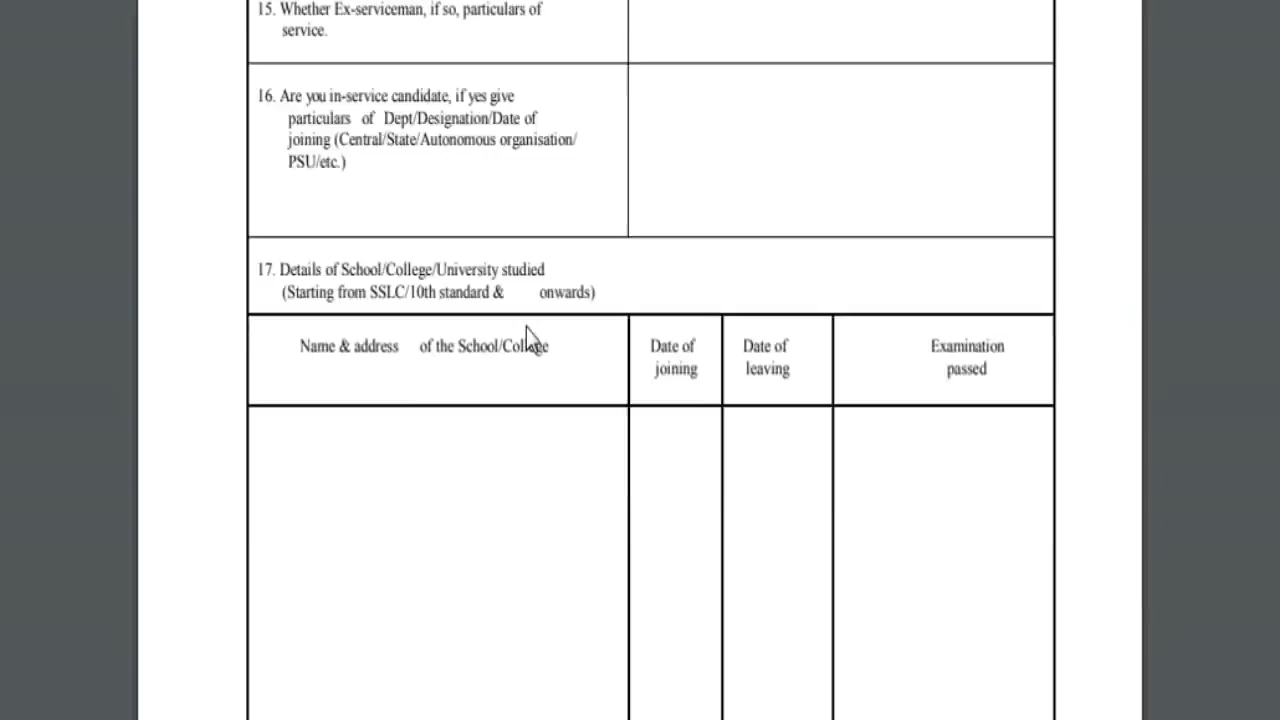 15. Whether Ex-serviceman, if so, particulars of
service.
16. Are you in-service candidate, if yes give
particulars of Dept/Designation/Date of
joining (Central/State/Autonomous organisation/
PSU/etc.)
17. Details of School/College/University studied
(Starting from SSLC/10th standard & onwards)
Name & address of the School/College
Date of
joining
Date of
leaving
Examination
passed